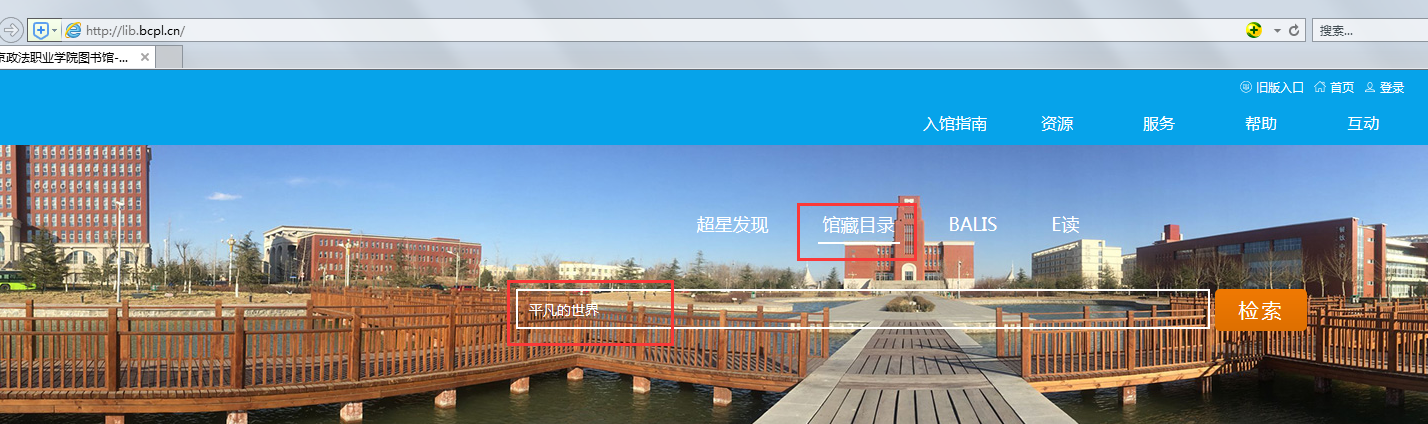 http://lib.bcpl.cn/
搜索...
京政法职业学院图书馆-...
旧版入口 首页 登录
入馆指南 资源 服务 帮助 互动
超星发现 馆藏目录 BALIS E读
平凡的世界
检索